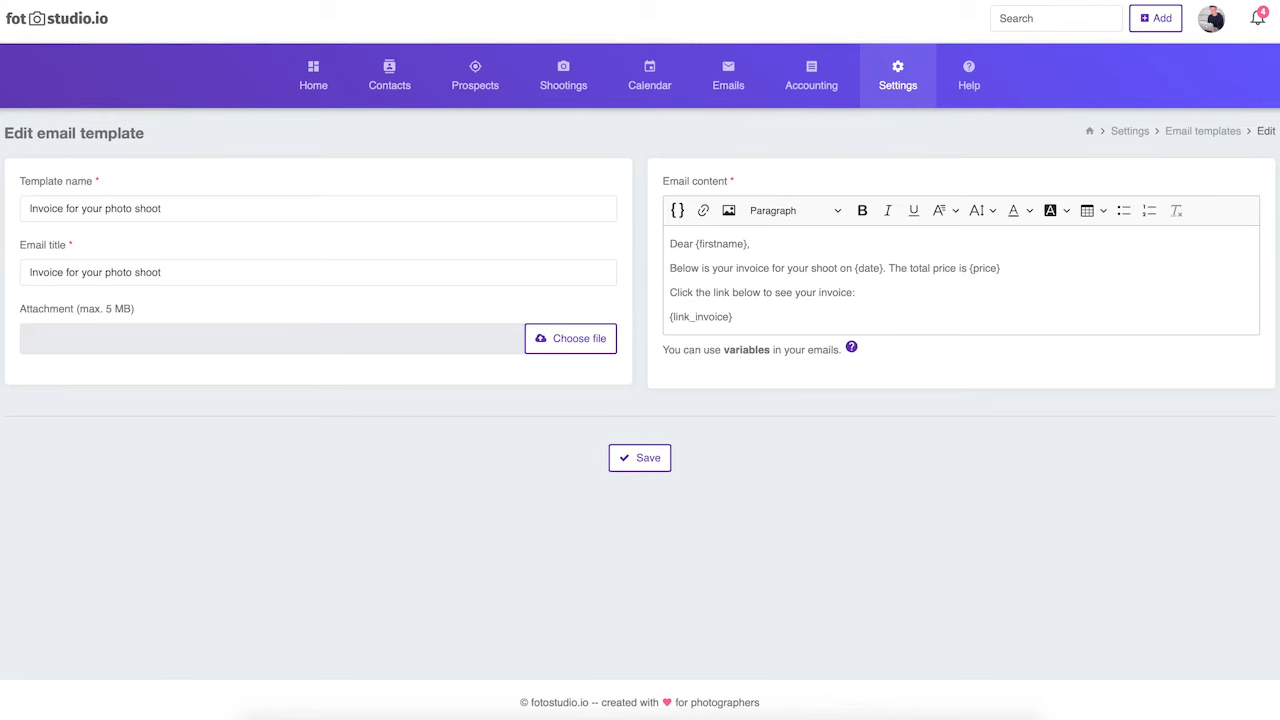 fotstudio.io
Search
Add
4
Home
Contacts
Prospects
Shootings
Calendar
Emails
Accounting
Settings
Help
Edit email template
Settings > Email templates > Edit
Template name *
Invoice for your photo shoot
Email title *
Invoice for your photo shoot
Attachment (max. 5 MB)
Choose file
Email content *
{} Paragraph B I U A A A A Tx
Dear {firstname},
Below is your invoice for your shoot on {date}. The total price is {price}
Click the link below to see your invoice:
{link_invoice}
You can use variables in your emails. ?
Save
© fotostudio.io -- created with ♥ for photographers